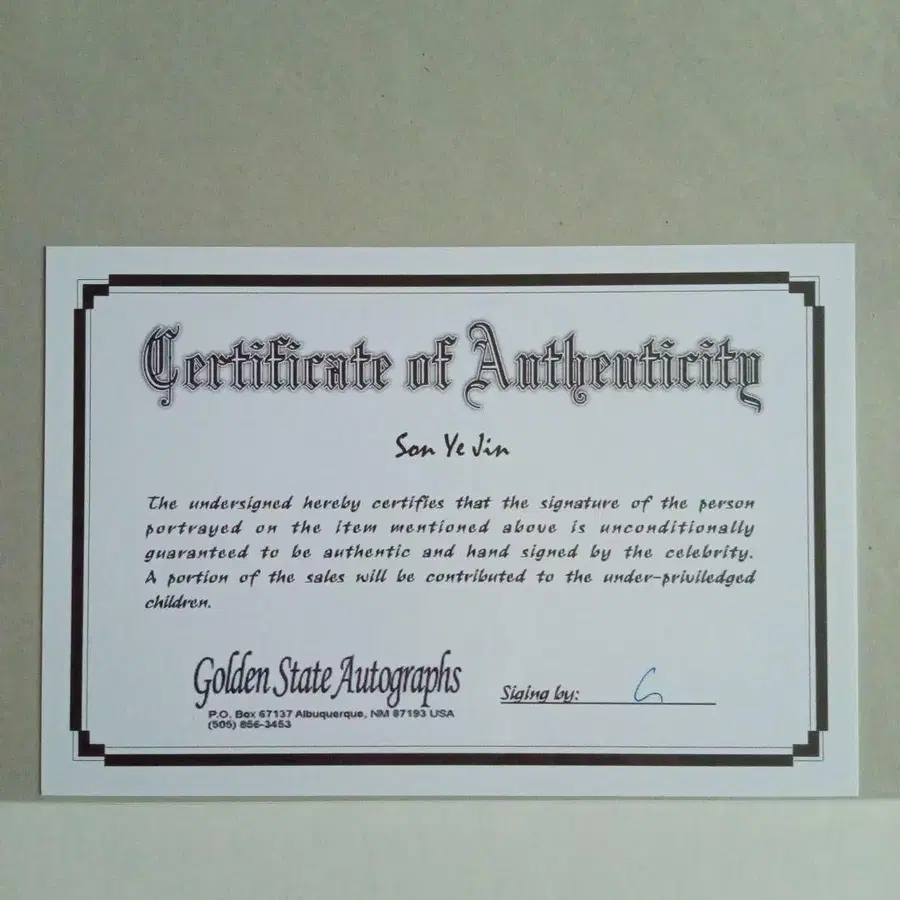 Certificate of Authenticity
Son Ye Jin
The undersigned hereby certifies that the signature of the person
portrayed on the item mentioned above is unconditionally
guaranteed to be authentic and hand signed by the celebrity.
A portion of the sales will be contributed to the under-priviledged
children.
Golden State Autographs
P.O. Box 67137 Albuquerque, NM 87193 USA
(505) 856-3453
Siging by: